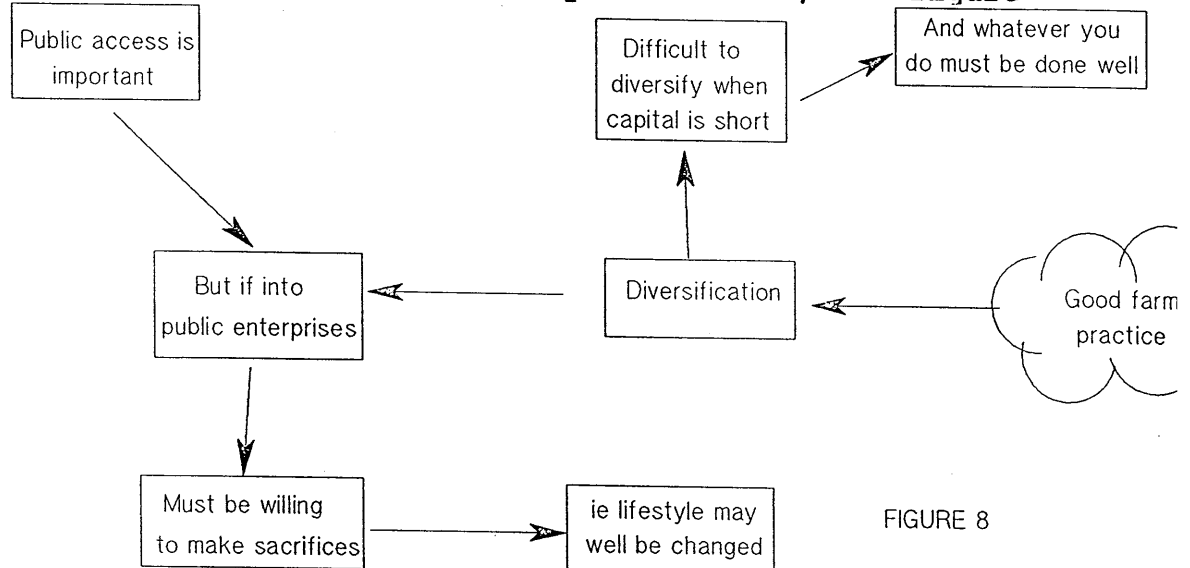 Public access is
important
Difficult to
diversify when
capital is short
And whatever you
do must be done well
But if into
public enterprises
Diversification
Good farm
practice
Must be willing
to make sacrifices
ie lifestyle may
well be changed
FIGURE 8